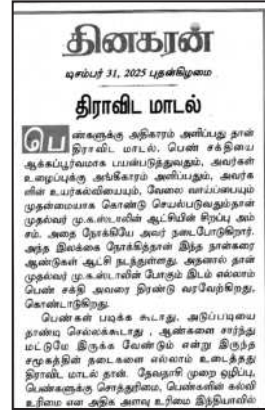 தினகரன்
டிசம்பர் 31, 2025 புதன்கிழமை
திராவிட மாடல்
பெண்களுக்கு அதிகாரம் அளிப்பது தான்
திராவிட மாடல். பெண் சக்தியை
ஆக்கப்பூர்வமாக பயன்படுத்துவதும், அவர்கள்
உழைப்புக்கு அங்கீகாரம் அளிப்பதும், அவர்க
ளின் உயர்கல்வியையும், வேலை வாய்ப்பையும்
முதன்மையாக கொண்டு செயல்படுவதும்தான்
முதல்வர் மு.க.ஸ்டாலின் ஆட்சியின் சிறப்பு அம்
சம். அதை நோக்கியே அவர் நடைபோடுகிறார்.
அந்த இலக்கை நோக்கித்தான் இந்த நான்கரை
ஆண்டுகள் ஆட்சி நடந்துள்ளது. அதனால் தான்
முதல்வர் மு.க.ஸ்டாலின் போகும் இடம் எல்லாம்
பெண் சக்தி அவரை திரண்டு வரவேற்கிறது,
கொண்டாடுகிறது.
பெண்கள் படிக்க கூடாது, அடுப்படியை
தாண்டி செல்லக்கூடாது , ஆண்களை சார்ந்து
மட்டுமே இருக்க வேண்டும் என்று இருந்த
சமூகத்தின் தடைகளை எல்லாம் உடைத்தது
திராவிட மாடல் தான். தேவதாசி முறை ஒழிப்பு,
பெண்களுக்கு சொத்துரிமை, பெண்களின் கல்வி
உரிமை என அதிக அளவு உரிமை இந்தியாவில்